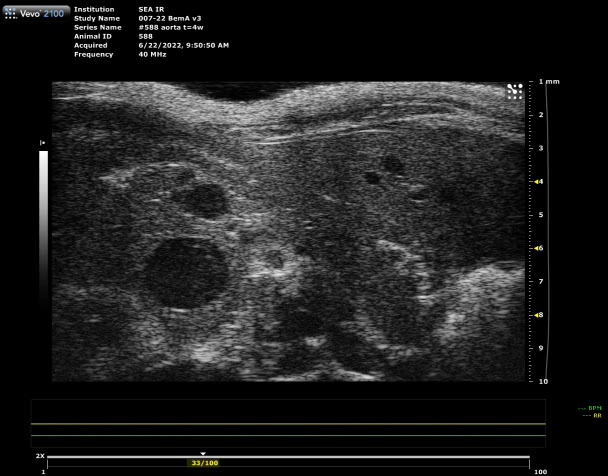 Vevo 2100
Institution SEA IR
Study Name 007-22 BemA v3
Series Name #588 aorta t=4w
Animal ID 588
Acquired 6/22/2022, 9:50:50 AM
Frequency 40 MHz
1 mm
2
3
4
5
6
7
8
9
10
--- BPM
--- RR
2X
33/100
1 100